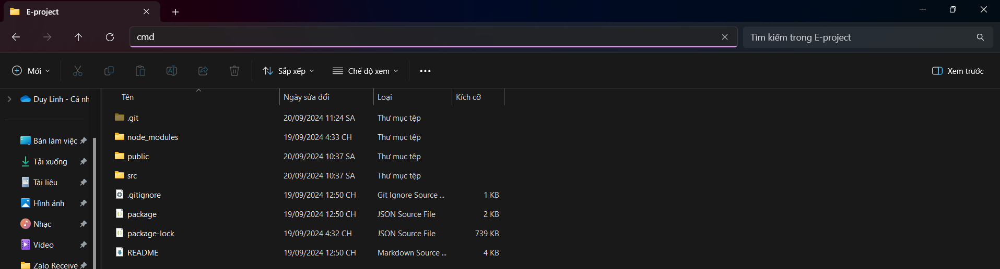 E-project
cmd
Tìm kiếm trong E-project
Mới
Sắp xếp
Chế độ xem
Xem trước
Duy Linh - Cá nh
Bàn làm việc
Tải xuống
Tài liệu
Hình ảnh
Nhạc
Video
Zalo Receive
Tên Ngày sửa đổi Loại Kích cỡ
.git 20/09/2024 11:24 SA Thư mục tệp
node_modules 19/09/2024 4:33 CH Thư mục tệp
public 20/09/2024 10:37 SA Thư mục tệp
src 20/09/2024 10:37 SA Thư mục tệp
.gitignore 19/09/2024 12:50 CH Git Ignore Source ... 1 KB
package 19/09/2024 12:50 CH JSON Source File 2 KB
package-lock 19/09/2024 4:32 CH JSON Source File 739 KB
README 19/09/2024 12:50 CH Markdown Source ... 4 KB